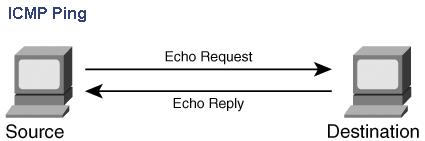 ICMP Ping
Echo Request
Echo Reply
Source
Destination